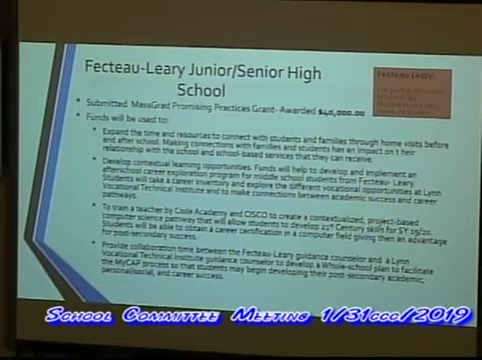 Fecteau-Leary Junior/Senior High
School
Fecteau Leary:
Submitted MassGrad Promising Practices Grant- Awarded $40,000.00
Funds will be used to:
Expand the time and resources to connect with students and families through home visits before
and after school. Making connections with families and students has an impact on t heir
relationship with the school and school-based services that they can receive.
Develop contextual learning opportunities. Funds will help to develop and implement an
afterschool career exploration program for middle school students from Fecteau- Leary.
Students will take a career inventory and explore the different vocational opportunities at Lynn
Vocational Technical Institute and to make connections between academic success and career
pathways.
To train a teacher by Code Academy and CISCO to create a contextualized, project-based
computer science pathway that will allow students to develop 21st Century skills for SY 19/20.
Students will be able to obtain a career certification in a computer field giving then an advantage
for post-secondary success.
Provide collaboration time between the Fecteau-Leary guidance counselor and a Lynn
Vocational Technical Institute guidance counselor to develop a Whole-school plan to facilitate
the MyCAP process so that students may begin developing their post-secondary academic,
personal/social, and career success.
School Committee Meeting 1/31ccc/2019